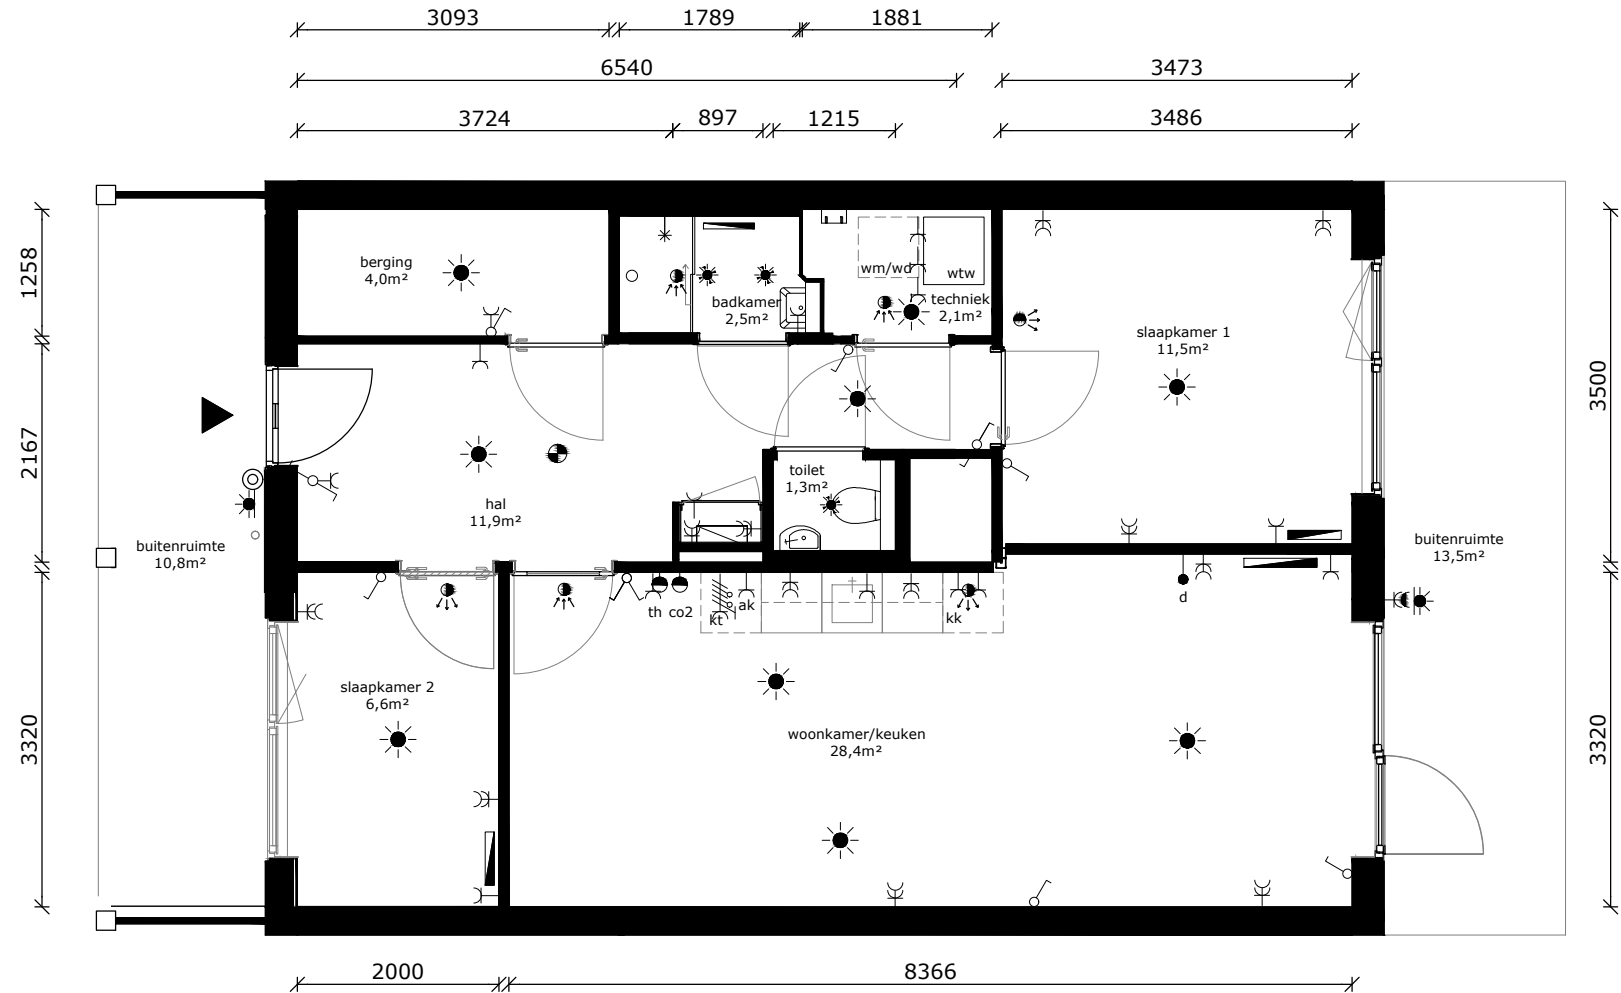 3093
1789
1881
6540
3473
3724
897
1215
3486
1258
2167
3320
3500
3320
berging
4,0m²
badkamer
2,5m²
wm/wd
wtw
techniek
2,1m²
slaapkamer 1
11,5m²
toilet
1,3m²
hal
11,9m²
buitenruimte
10,8m²
buitenruimte
13,5m²
th co2
kt
ak
kk
d
slaapkamer 2
6,6m²
woonkamer/keuken
28,4m²
2000
8366